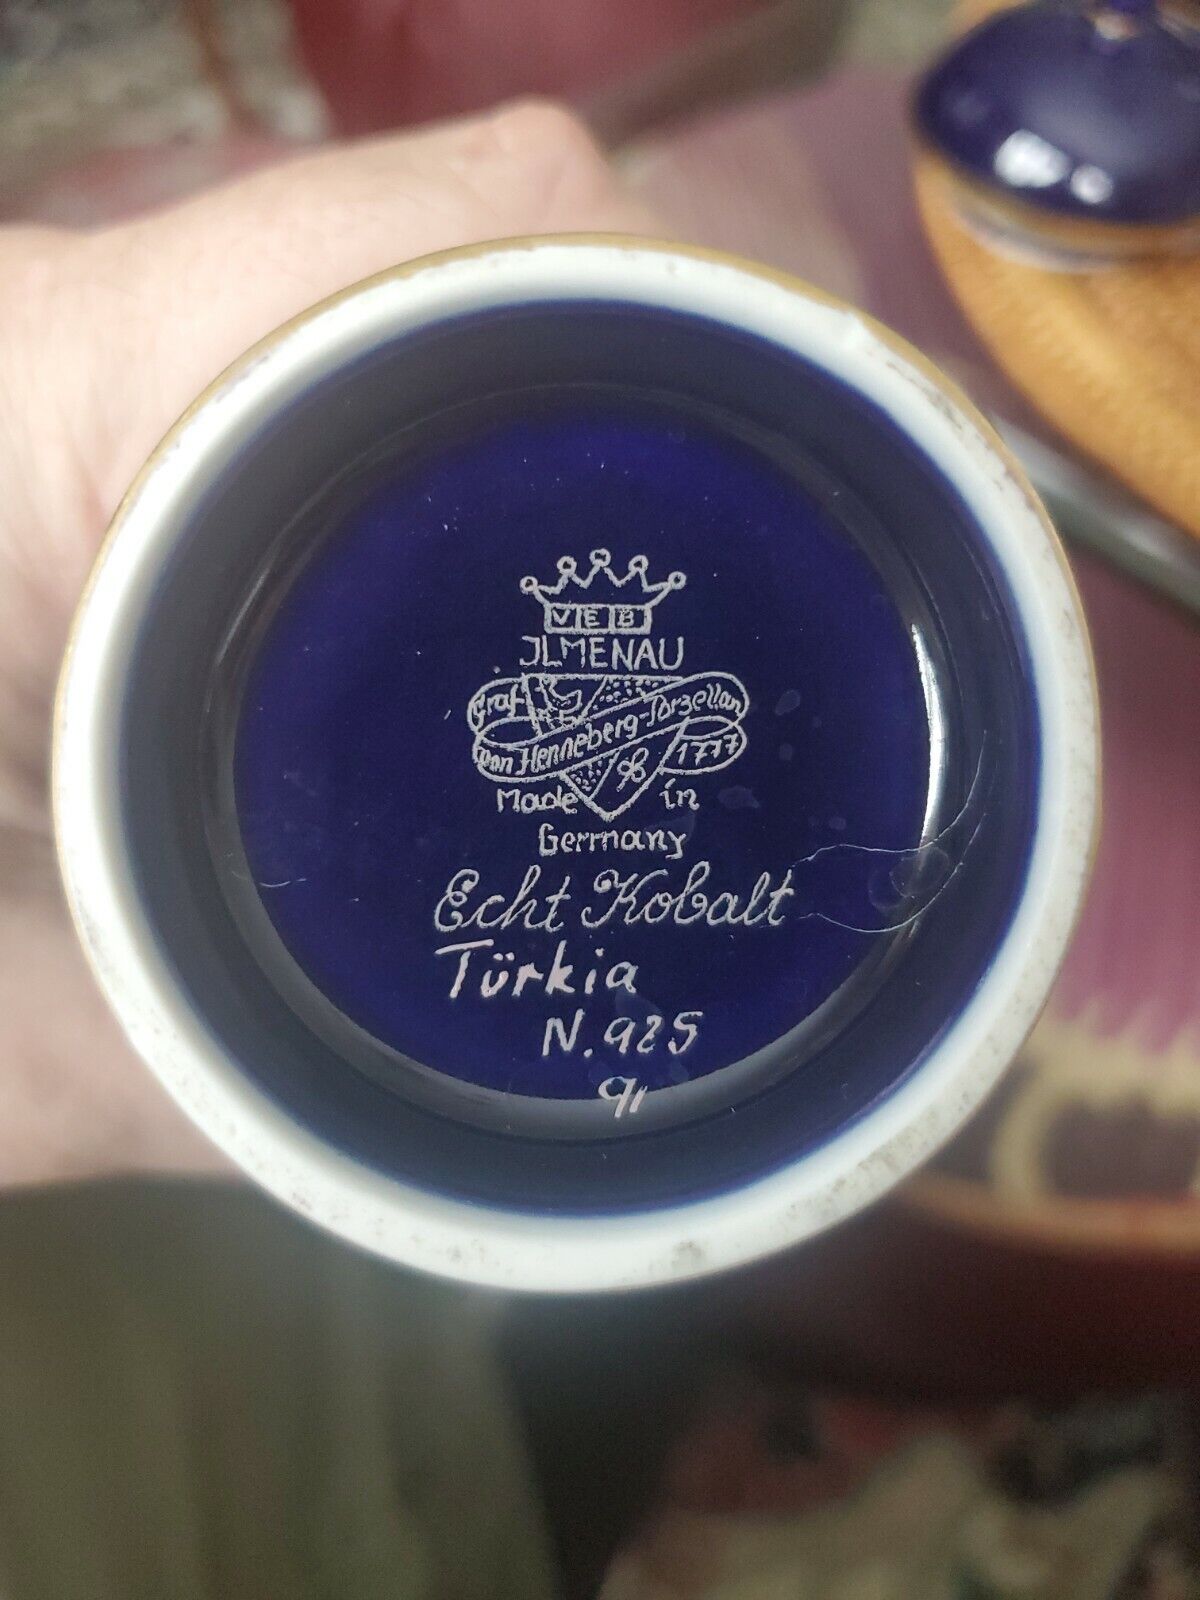 VEB
JLMENAU
Graf
von Henneberg-Porzellan
1777
Made in
Germany
Echt Kobalt
Türkia
N. 925
91